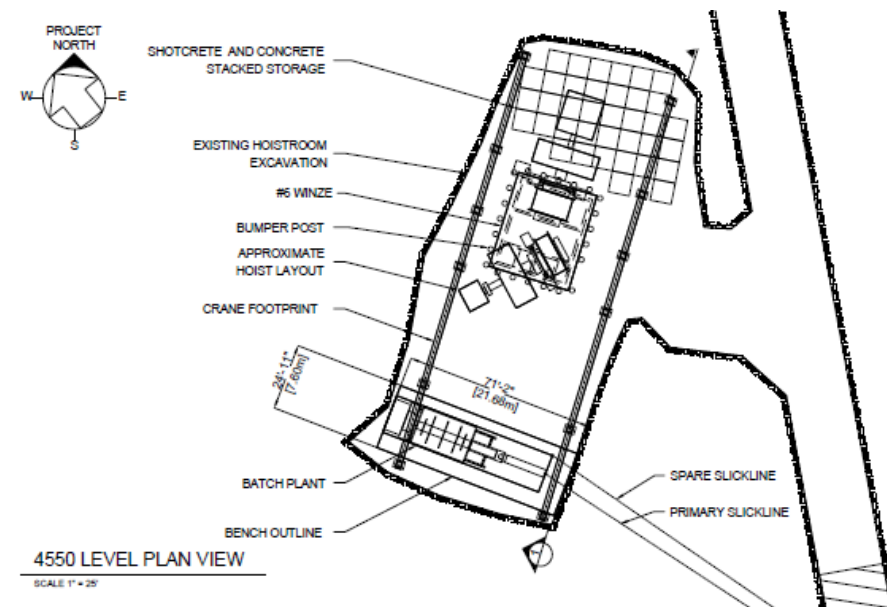 PROJECT
NORTH
W
E
S
SHOTCRETE AND CONCRETE
STACKED STORAGE
EXISTING HOISTROOM
EXCAVATION
#6 WINZE
BUMPER POST
APPROXIMATE
HOIST LAYOUT
CRANE FOOTPRINT
24'-11"
[7.60m]
71'-2"
[21.68m]
BATCH PLANT
BENCH OUTLINE
SPARE SLICKLINE
PRIMARY SLICKLINE
1
4550 LEVEL PLAN VIEW
SCALE 1" = 25'